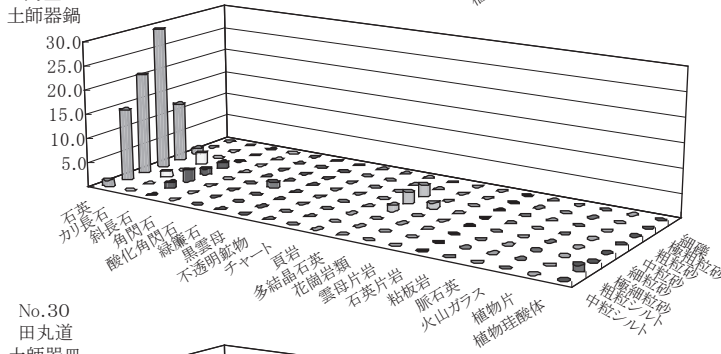 土師器鍋
30.0
25.0
20.0
15.0
10.0
5.0
石英
カリ長石
斜長石
角閃石
酸化角閃石
緑簾石
黒雲母
不透明鉱物
チャート
頁岩
多結晶石英
花崗岩類
雲母片岩
石英片岩
粘板岩
脈石英
火山ガラス
植物片
植物珪酸体
細礫
極粗粒砂
粗粒砂
中粒砂
細粒砂
極細粒砂
粗粒シルト
中粒シルト
No.30
田丸道